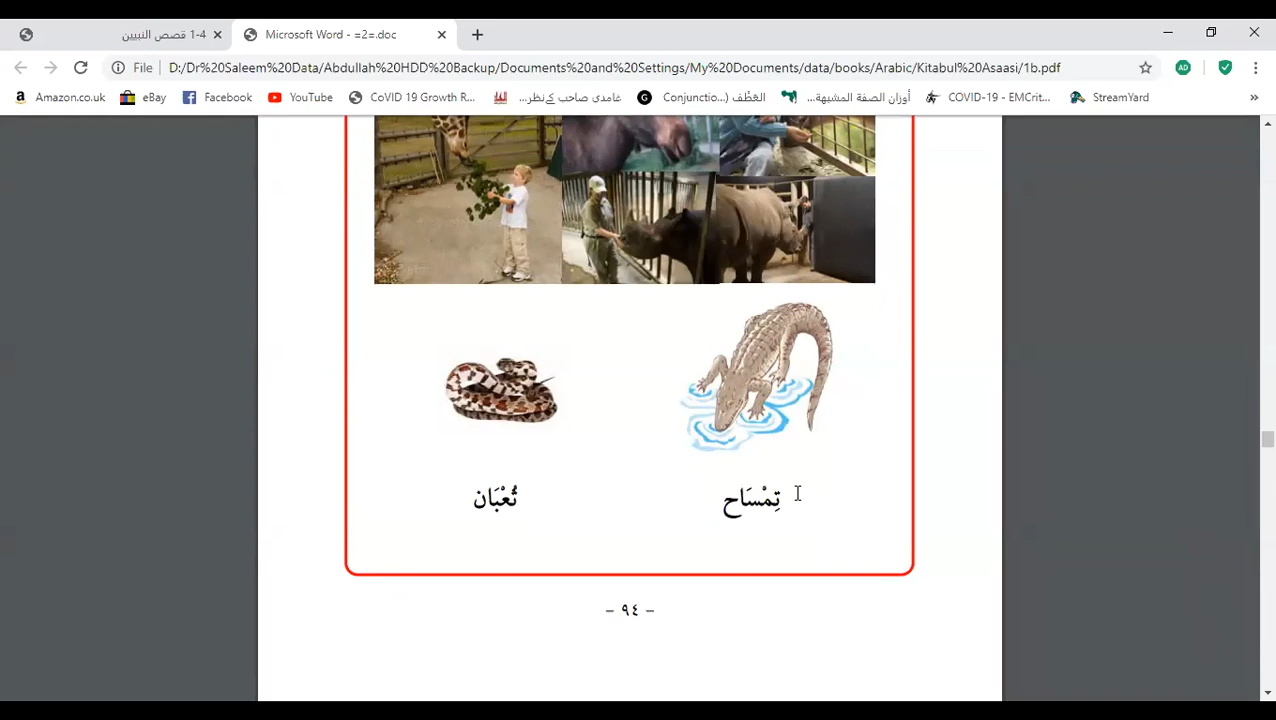 1-4 قصص النبيين
Microsoft Word - =2=.doc
File
D:/Dr%20Saleem%20Data/Abdullah%20HDD%20Backup/Documents%20and%20Settings/My%20Documents/data/books/Arabic/Kitabul%20Asaasi/1b.pdf
AD
Amazon.co.uk
eBay
Facebook
YouTube
CoVID 19 Growth R...
غامدی صاحب کے نظر...
Conjunctio...) العَطْف
أوزان الصفة المشبهة...
COVID-19 - EMCrit...
StreamYard
تِمْسَاح
ثُعْبَان
- ٩٤ -